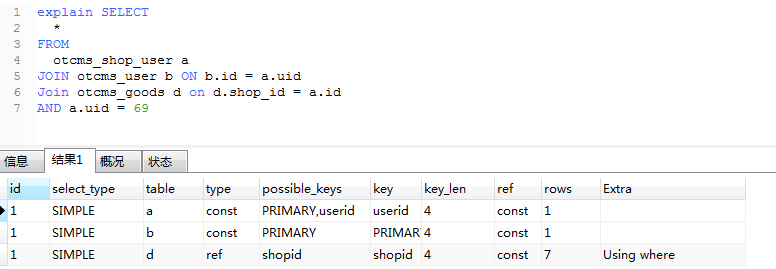 1 explain SELECT
2 *
3 FROM
4 otcms_shop_user a
5 JOIN otcms_user b ON b.id = a.uid
6 Join otcms_goods d on d.shop_id = a.id
7 AND a.uid = 69
信息 结果1 概况 状态
id select_type table type possible_keys key key_len ref rows Extra
1 SIMPLE a const PRIMARY,userid userid 4 const 1
1 SIMPLE b const PRIMARY PRIMAR 4 const 1
1 SIMPLE d ref shopid shopid 4 const 7 Using where